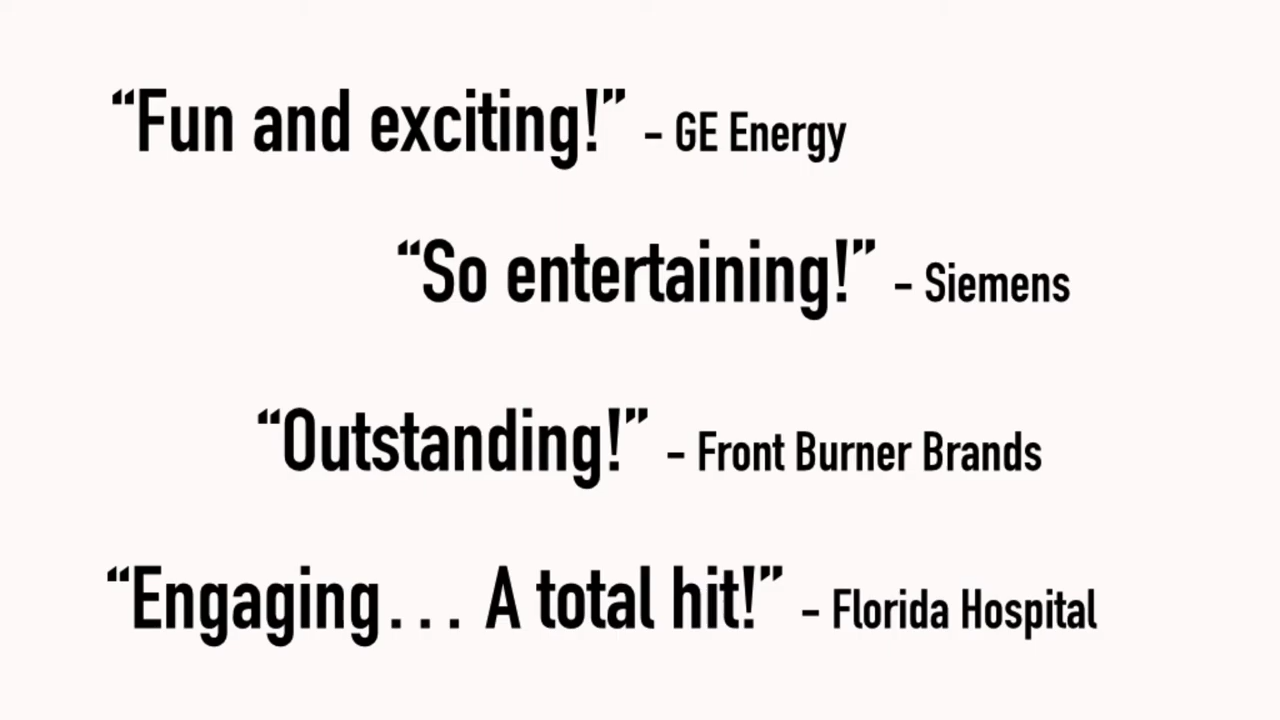 “Fun and exciting!” – GE Energy
“So entertaining!” – Siemens
“Outstanding!” – Front Burner Brands
“Engaging... A total hit!” – Florida Hospital